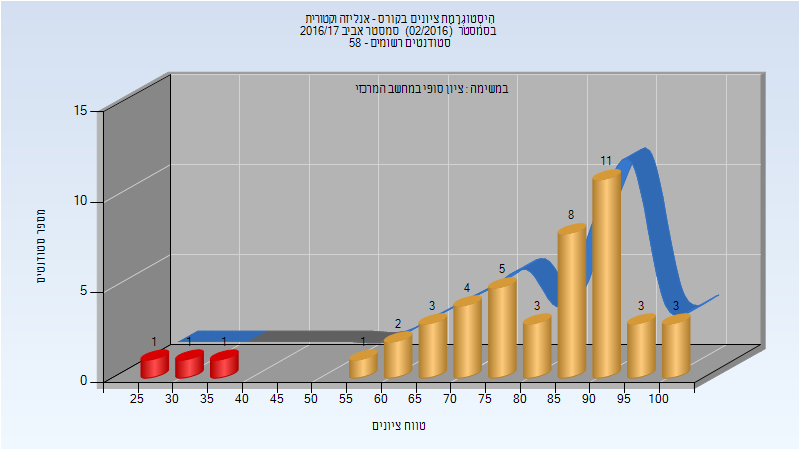 היסטוגרמת ציונים בקורס - אנליזה וקטורית
בסמסטר (02/2016) סמסטר אביב 2016/17
סטודנטים רשומים - 58
במשימה : ציון סופי במחשב המרכזי
מספר סטודנטים
15
10
5
0
1
1
1
1
2
3
4
5
3
8
11
3
3
25 30 35 40 45 50 55 60 65 70 75 80 85 90 95 100
טווח ציונים